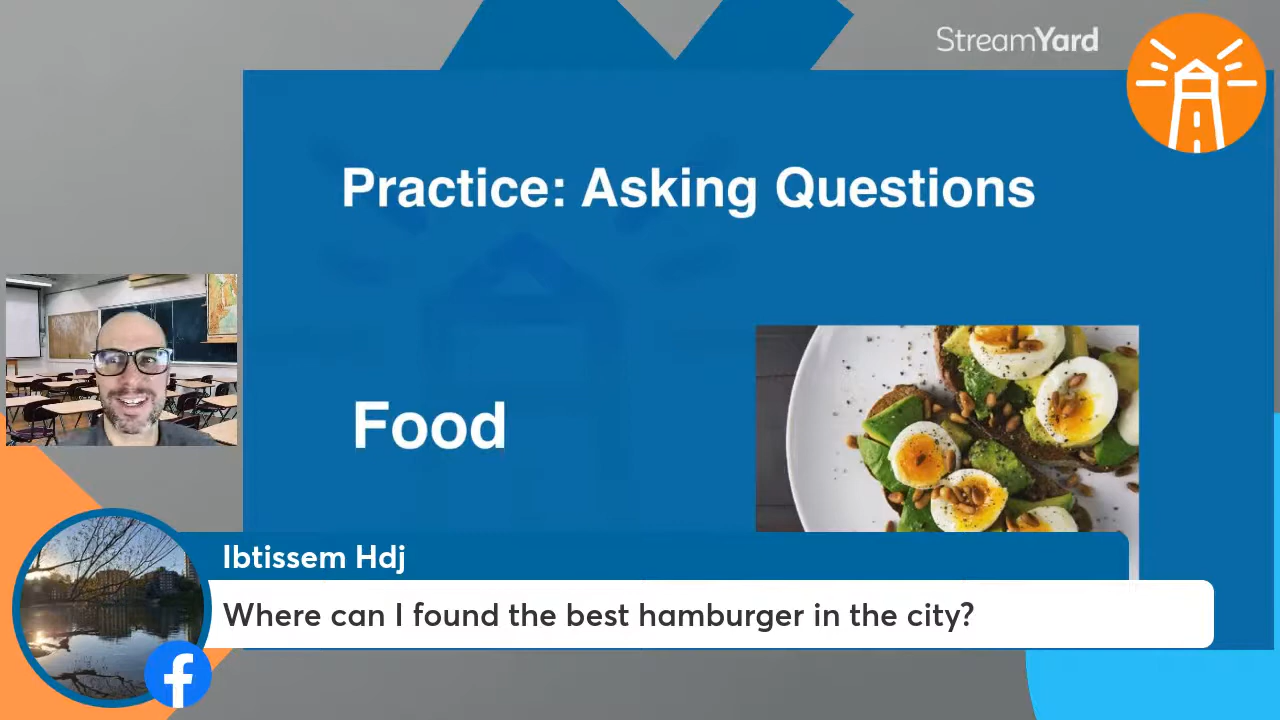 StreamYard
Practice: Asking Questions
Food
Ibtissem Hdj
Where can I found the best hamburger in the city?